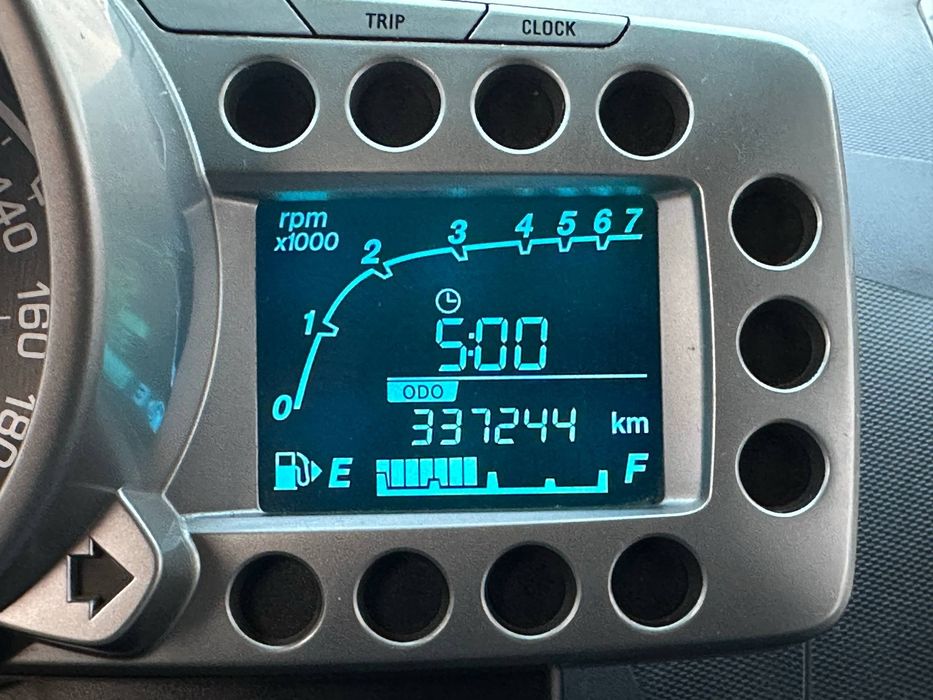 TRIP
CLOCK
rpm
x1000
0 1 2 3 4 5 6 7
5:00
ODO
337244 km
E F
140
160
180